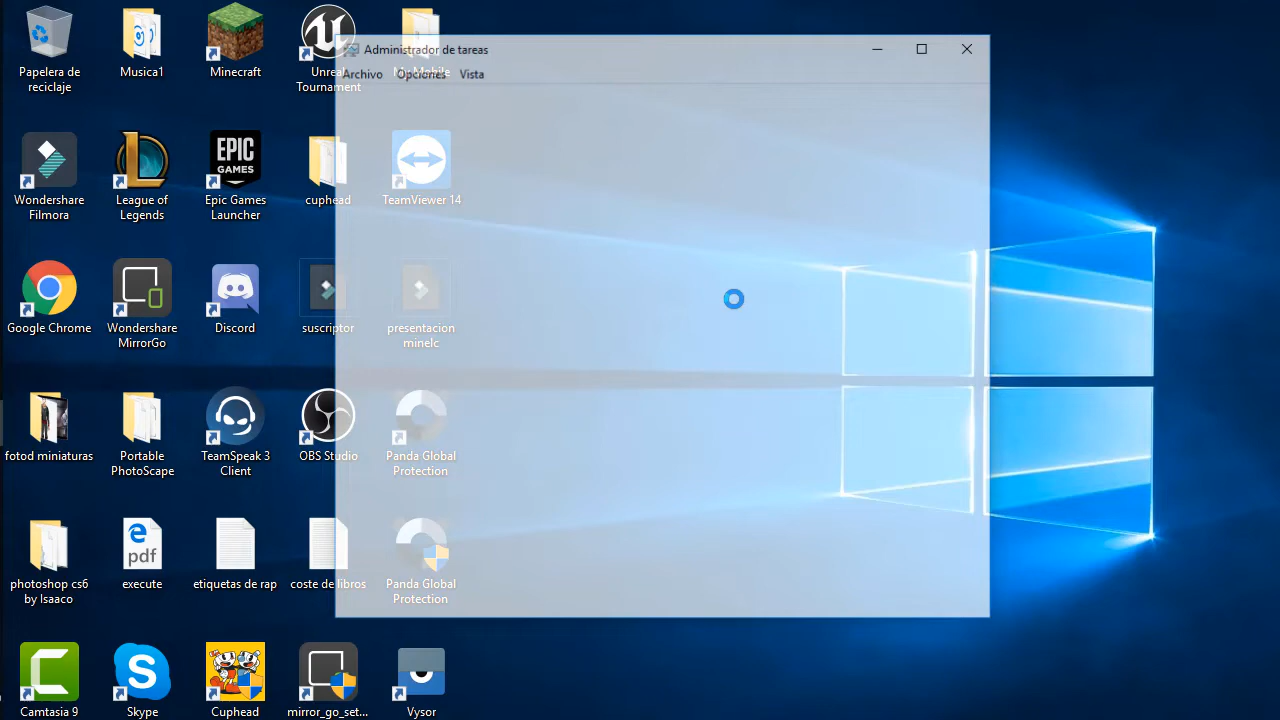 Administrador de tareas
Archivo Opciones Vista
Papelera de
reciclaje
Musica1
Minecraft
Unreal
Tournament
My Mobile
Wondershare
Filmora
League of
Legends
EPIC
GAMES
Epic Games
Launcher
cuphead
TeamViewer 14
Google Chrome
Wondershare
MirrorGo
Discord
suscriptor
presentacion
minelc
fotod miniaturas
Portable
PhotoScape
TeamSpeak 3
Client
OBS Studio
Panda Global
Protection
photoshop cs6
by Isaaco
pdf
execute
etiquetas de rap
coste de libros
Panda Global
Protection
Camtasia 9
Skype
Cuphead
mirror_go_set...
Vysor